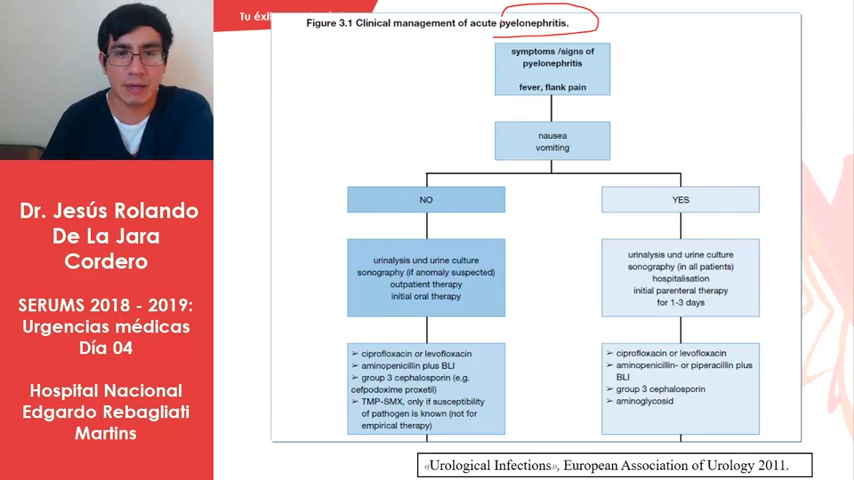 Tu éxi
Figure 3.1 Clinical management of acute pyelonephritis.
symptoms /signs of
pyelonephritis
fever, flank pain
nausea
vomiting
NO
YES
urinalysis und urine culture
sonography (if anomaly suspected)
outpatient therapy
initial oral therapy
urinalysis und urine culture
sonography (in all patients)
hospitalisation
initial parenteral therapy
for 1-3 days
➢ ciprofloxacin or levofloxacin
➢ aminopenicillin plus BLI
➢ group 3 cephalosporin (e.g.
cefpodoxime proxetil)
➢ TMP-SMX, only if susceptibility
of pathogen is known (not for
empirical therapy)
➢ ciprofloxacin or levofloxacin
➢ aminopenicillin- or piperacillin plus
BLI
➢ group 3 cephalosporin
➢ aminoglycosid
«Urological Infections», European Association of Urology 2011.
Dr. Jesús Rolando
De La Jara
Cordero
SERUMS 2018 - 2019:
Urgencias médicas
Día 04
Hospital Nacional
Edgardo Rebagliati
Martins